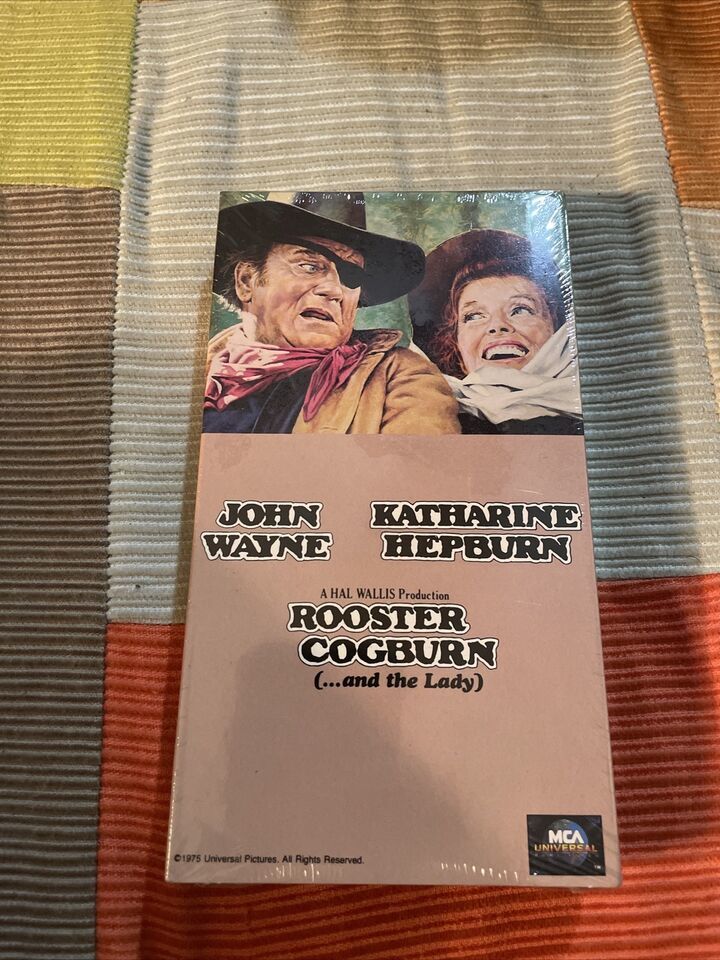 JOHN WAYNE
KATHARINE HEPBURN
A HAL WALLIS Production
ROOSTER
COGBURN
(...and the Lady)
©1975 Universal Pictures. All Rights Reserved.
MCA
UNIVERSAL